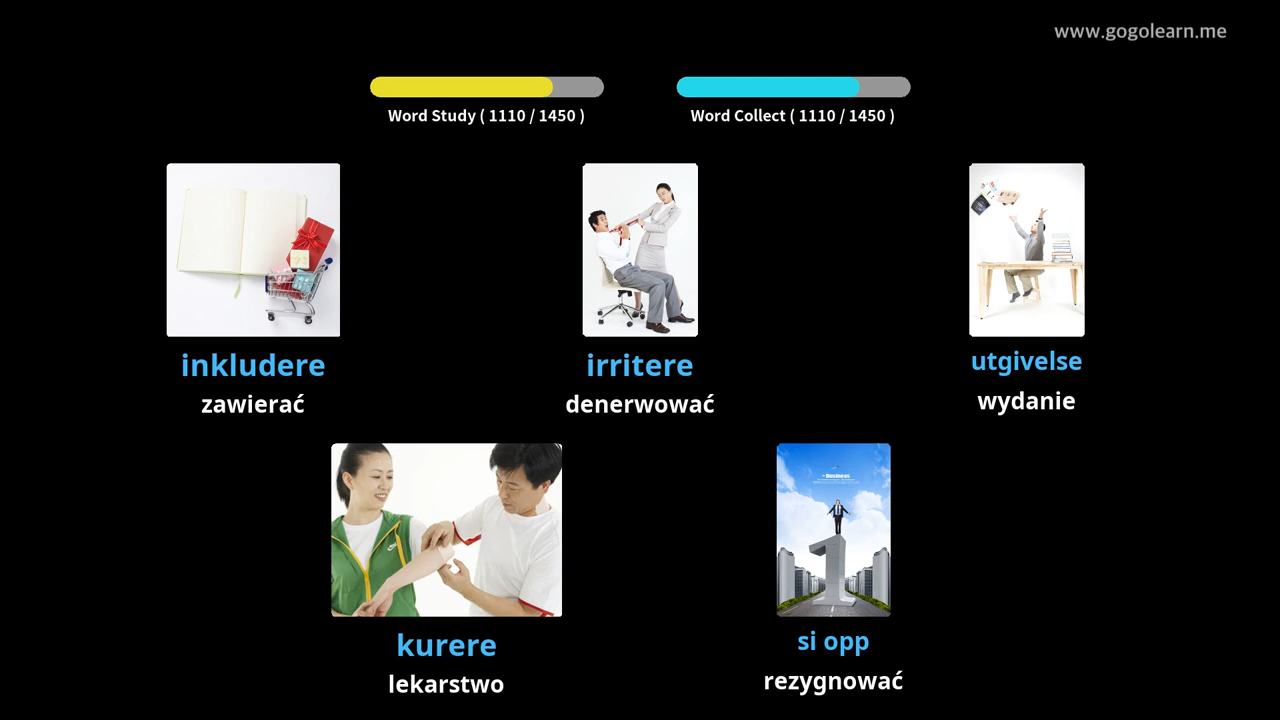 www.gogolearn.me
Word Study ( 1110 / 1450 )
Word Collect ( 1110 / 1450 )
inkludere
zawierać
irritere
denerwować
utgivelse
wydanie
Business
kurere
lekarstwo
si opp
rezygnować